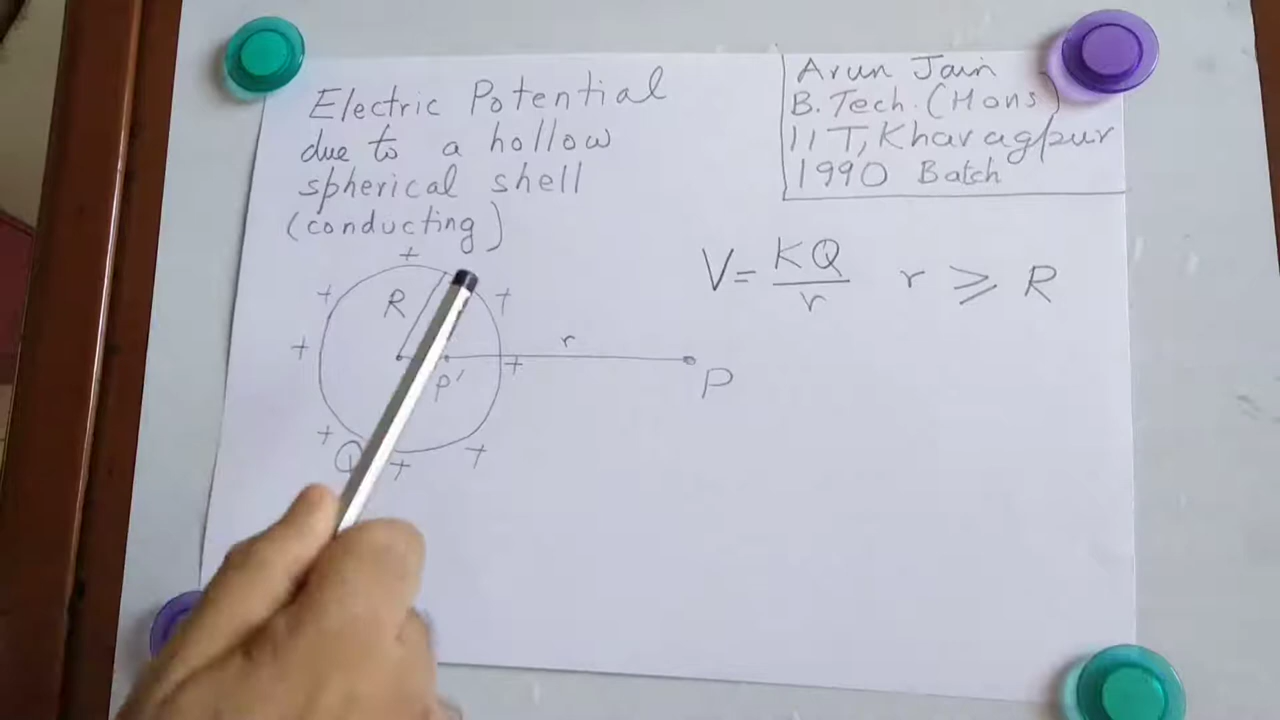 Electric Potential
due to a hollow
spherical shell
(conducting)
Arun Jain
B. Tech. (Hons)
IIT, Kharagpur
1990 Batch
V = KQ/r r ⩾ R
+
+ +
R
+ r
+
P'
P
+
Q + +